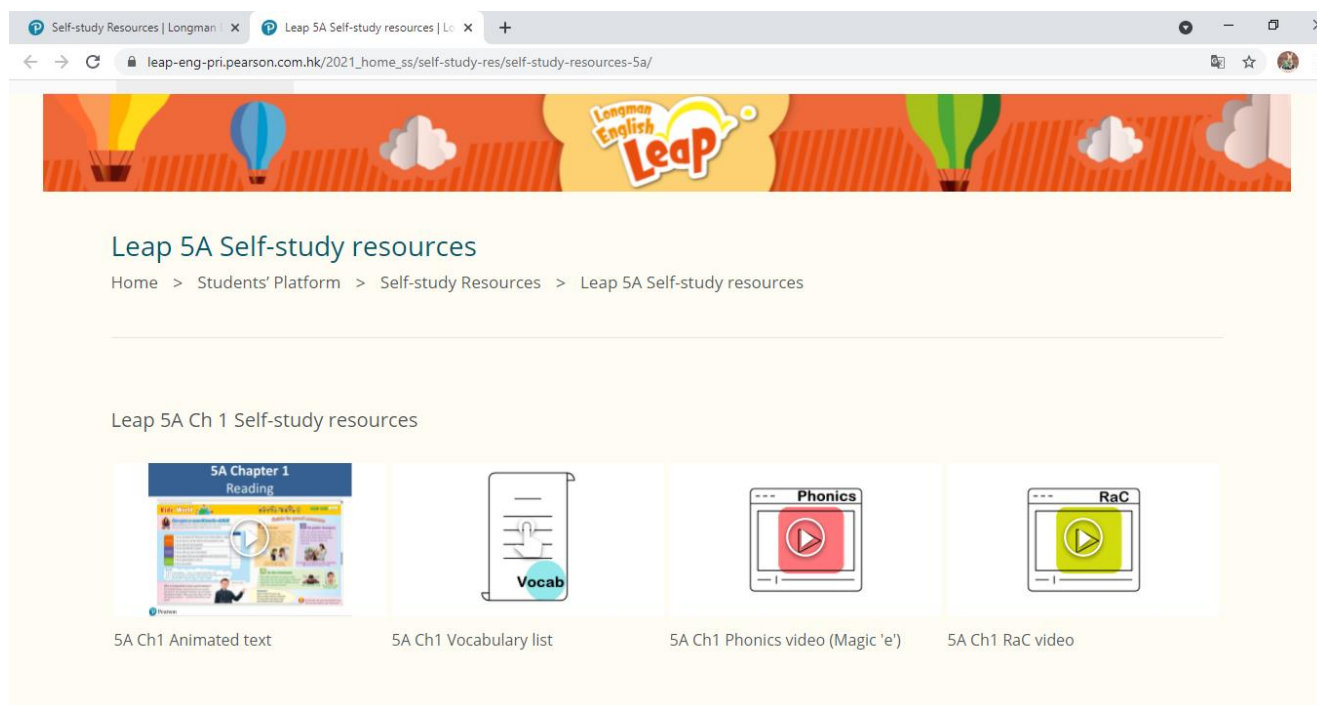 Self-study Resources | Longman
Leap 5A Self-study resources | Lo
leap-eng-pri.pearson.com.hk/2021_home_ss/self-study-res/self-study-resources-5a/
Longman
English
Leap
Leap 5A Self-study resources
Home > Students' Platform > Self-study Resources > Leap 5A Self-study resources
Leap 5A Ch 1 Self-study resources
5A Chapter 1
Reading
Kids' World
Pearson
Vocab
Phonics
RaC
5A Ch1 Animated text
5A Ch1 Vocabulary list
5A Ch1 Phonics video (Magic 'e')
5A Ch1 RaC video